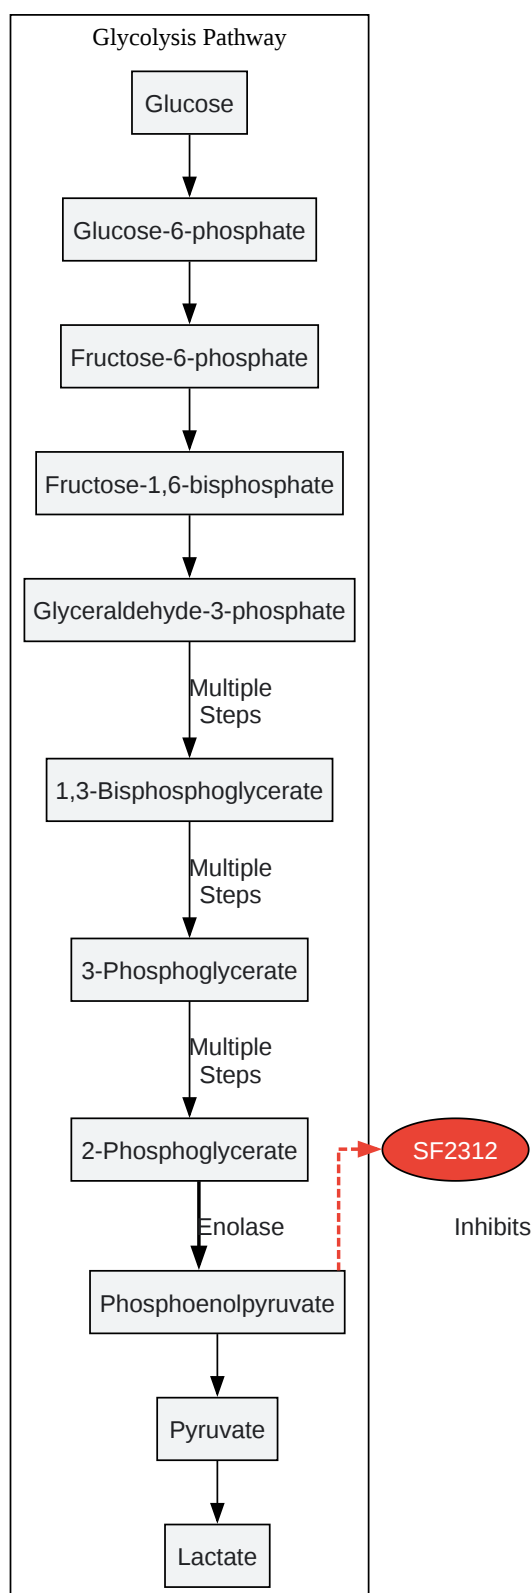 Glycolysis Pathway
Glucose
Glucose-6-phosphate
Fructose-6-phosphate
Fructose-1,6-bisphosphate
Glyceraldehyde-3-phosphate
Multiple
Steps
1,3-Bisphosphoglycerate
Multiple
Steps
3-Phosphoglycerate
Multiple
Steps
2-Phosphoglycerate
SF2312
Enolase
Inhibits
Phosphoenolpyruvate
Pyruvate
Lactate